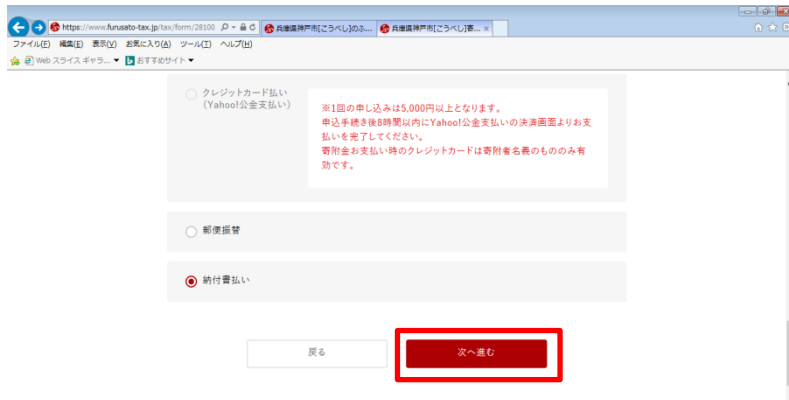 https://www.furusato-tax.jp/tax/form/28100
兵庫県神戸市[こうべし]のふ...
兵庫県神戸市[こうべし]寄...
ファイル(F) 編集(E) 表示(V) お気に入り(A) ツール(T) ヘルプ(H)
Web スライス ギャラ... おすすめサイト
クレジットカード払い
(Yahoo!公金支払い)
※1回の申し込みは5,000円以上となります。
申込手続き後8時間以内にYahoo!公金支払いの決済画面よりお支
払いを完了してください。
寄附金お支払い時のクレジットカードは寄附者名義のもののみ有
効です。
郵便振替
納付書払い
戻る
次へ進む